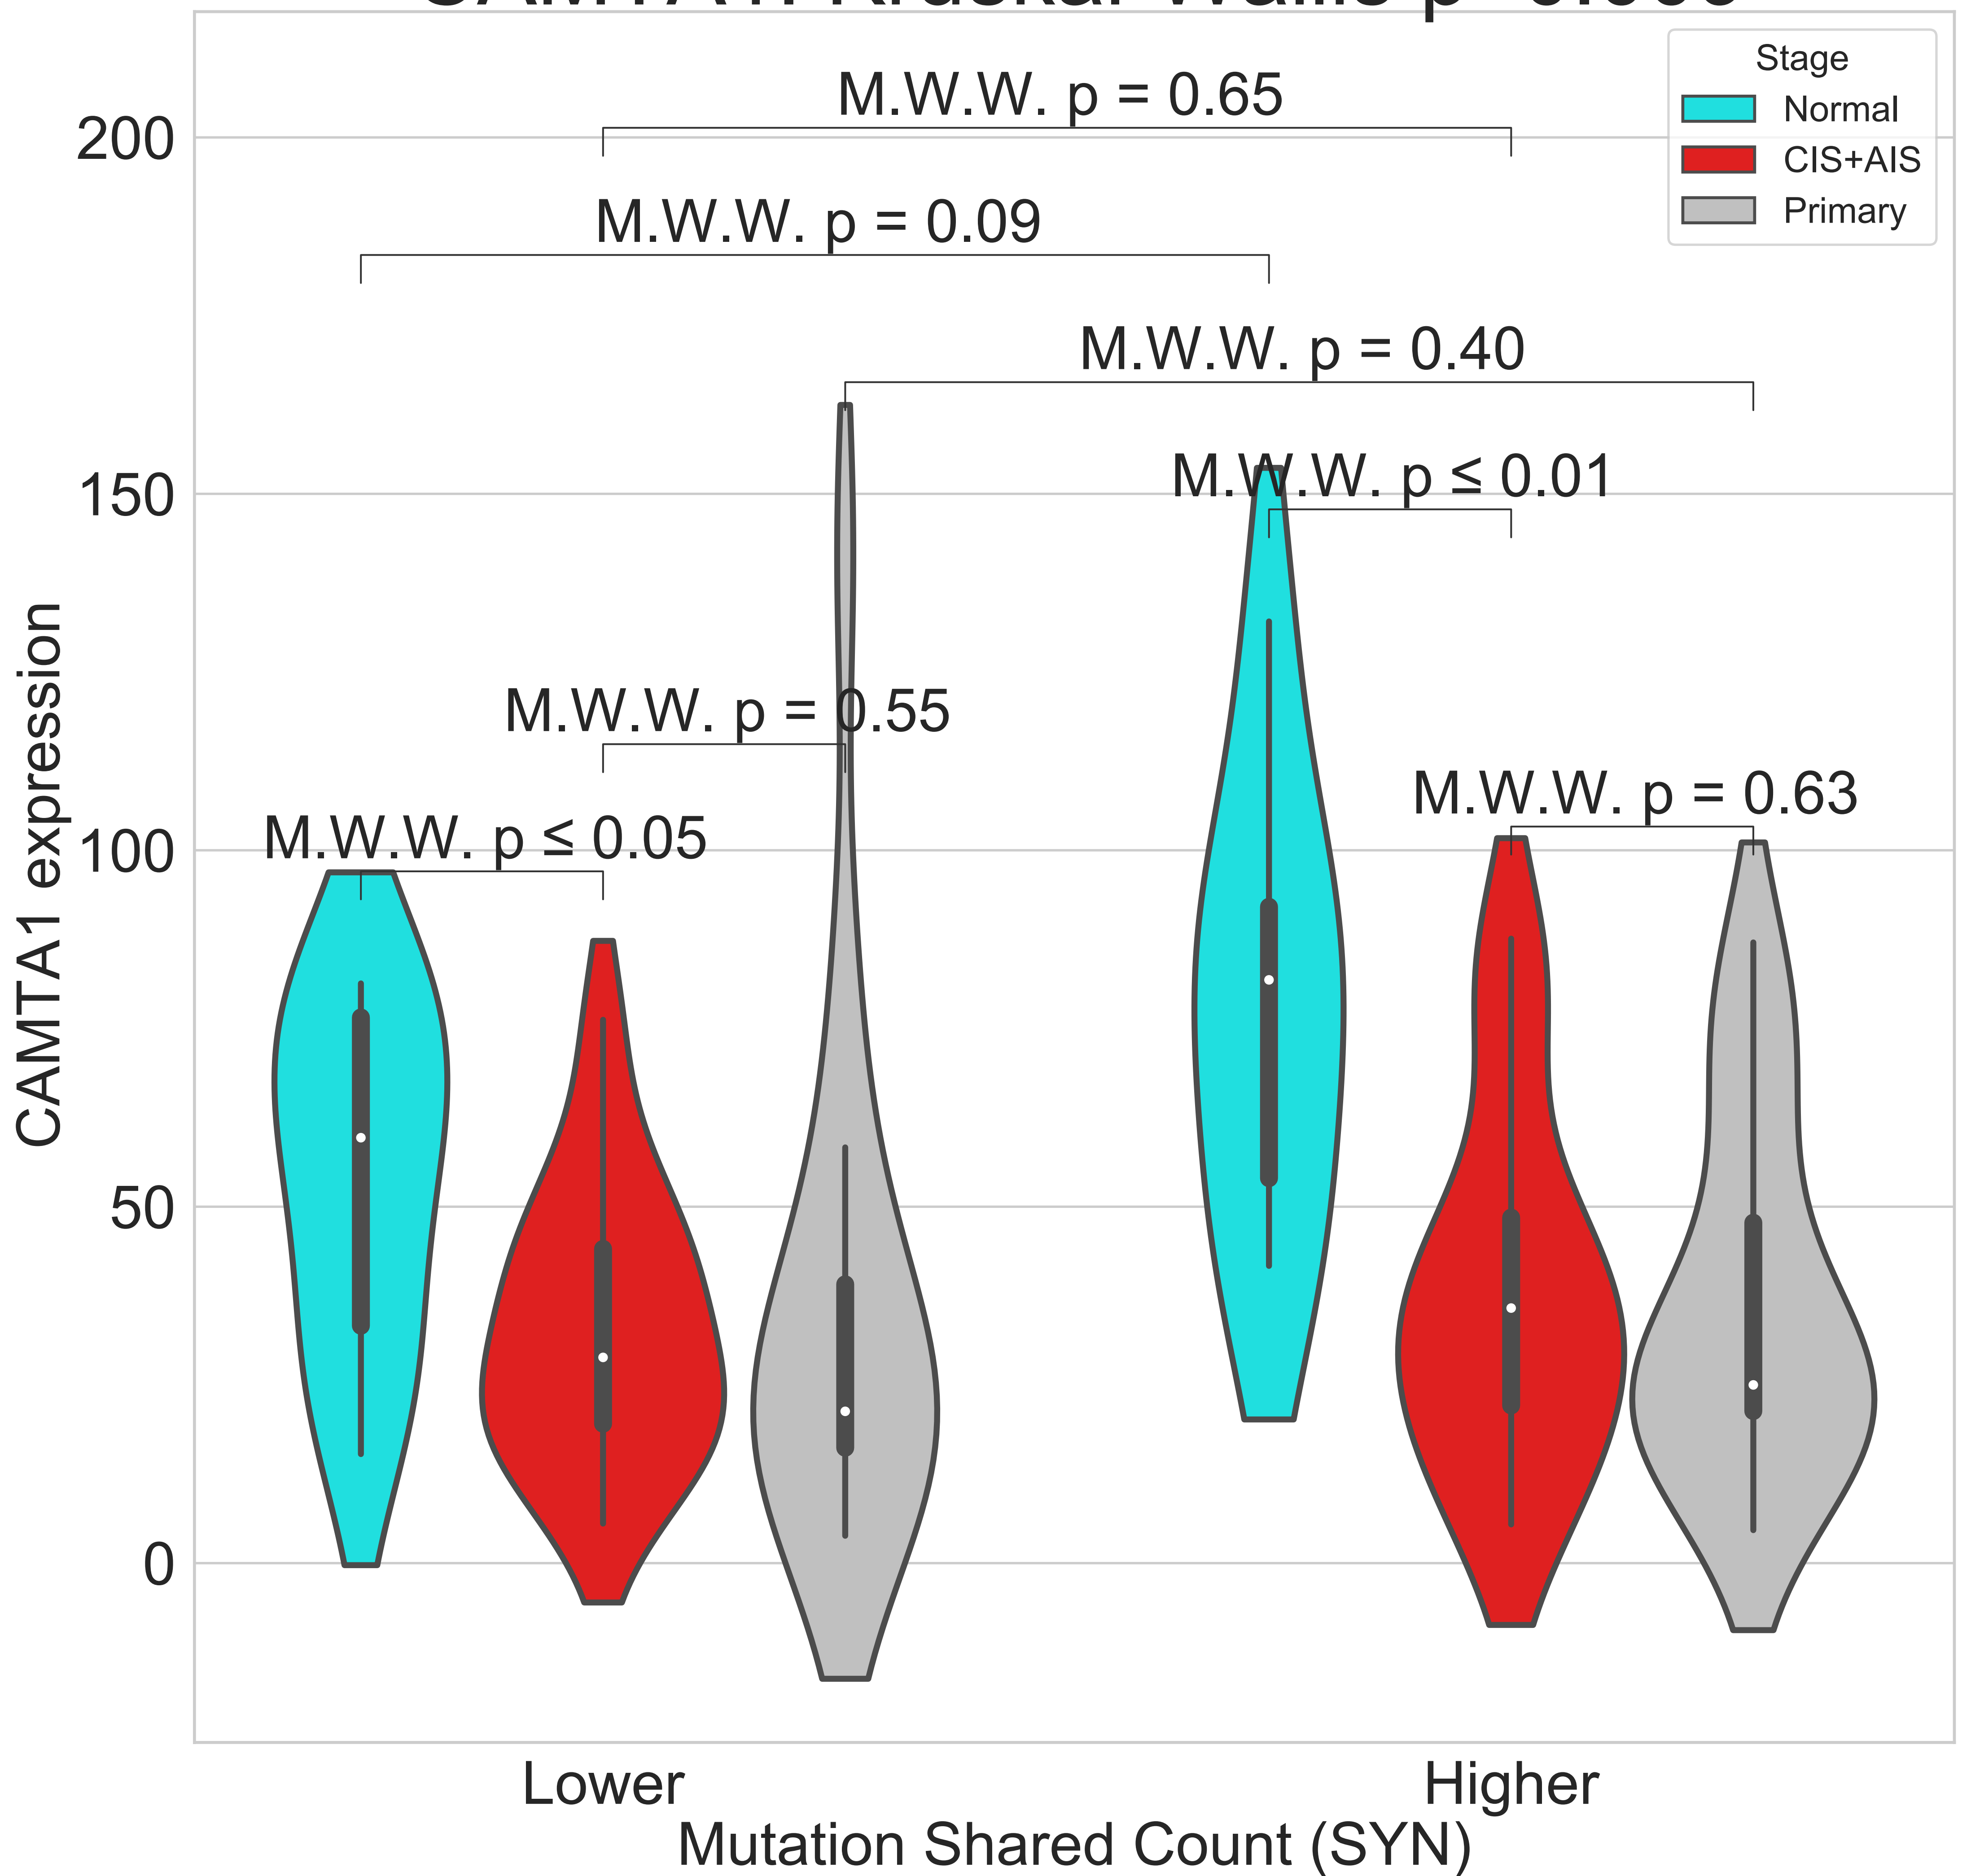 Stage
Normal
CIS+AIS
Primary
M.W.W. p = 0.65
M.W.W. p = 0.09
M.W.W. p = 0.40
M.W.W. p ≤ 0.01
M.W.W. p = 0.55
M.W.W. p = 0.63
M.W.W. p ≤ 0.05
200
150
100
50
0
CAMTA1 expression
Lower
Higher
Mutation Shared Count (SYN)